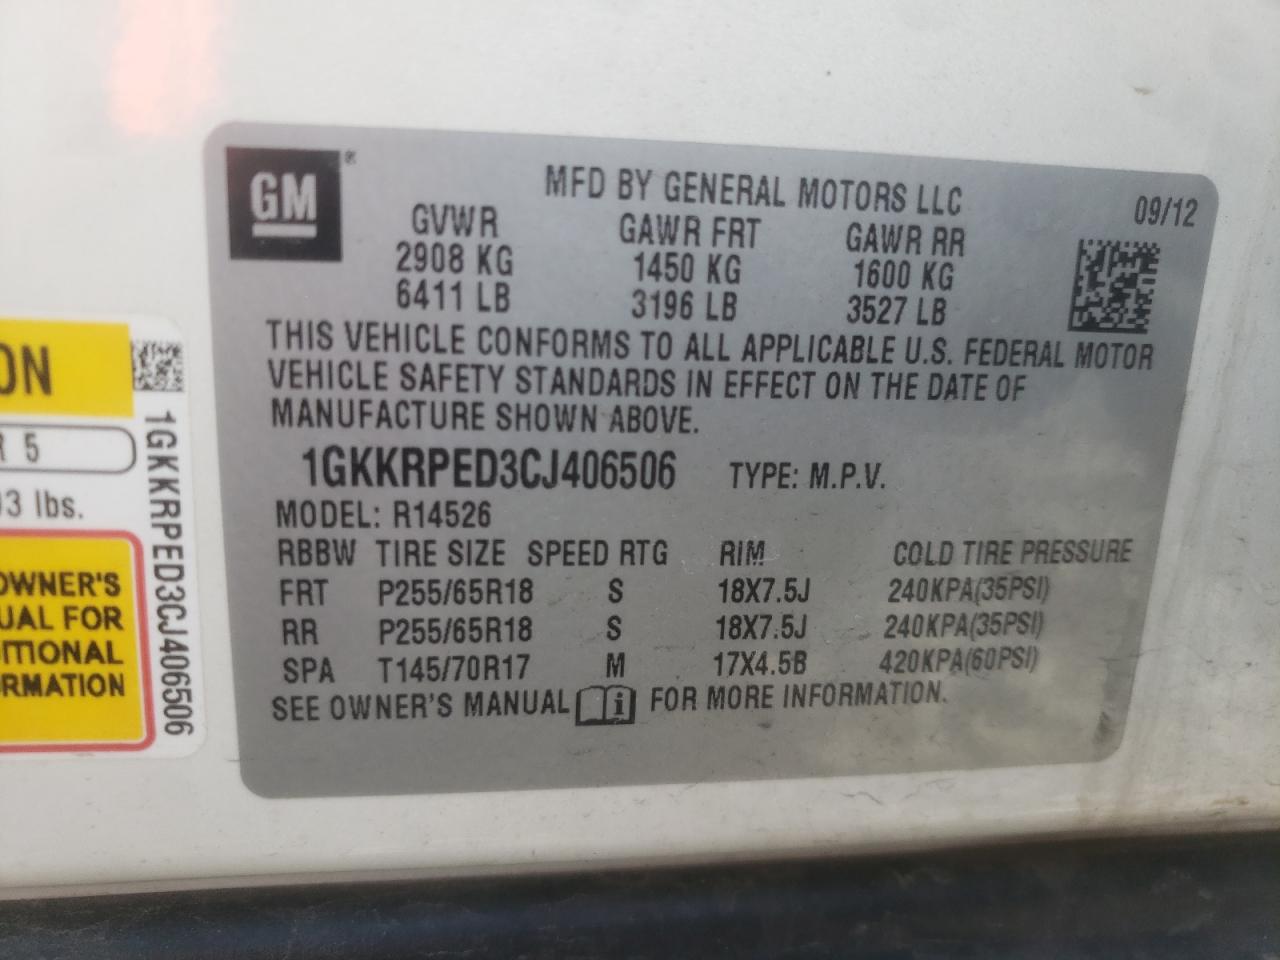 GM®
MFD BY GENERAL MOTORS LLC 09/12
GVWR GAWR FRT GAWR RR
2908 KG 1450 KG 1600 KG
6411 LB 3196 LB 3527 LB
THIS VEHICLE CONFORMS TO ALL APPLICABLE U.S. FEDERAL MOTOR
VEHICLE SAFETY STANDARDS IN EFFECT ON THE DATE OF
MANUFACTURE SHOWN ABOVE.
1GKKRPED3CJ406506 TYPE: M.P.V.
MODEL: R14526
RBBW TIRE SIZE SPEED RTG RIM COLD TIRE PRESSURE
FRT P255/65R18 S 18X7.5J 240KPA(35PSI)
RR P255/65R18 S 18X7.5J 240KPA(35PSI)
SPA T145/70R17 M 17X4.5B 420KPA(60PSI)
SEE OWNER'S MANUAL i FOR MORE INFORMATION.
ON
R 5
03 lbs.
OWNER'S
UAL FOR
ITIONAL
RMATION
1GKKRPED3CJ406506